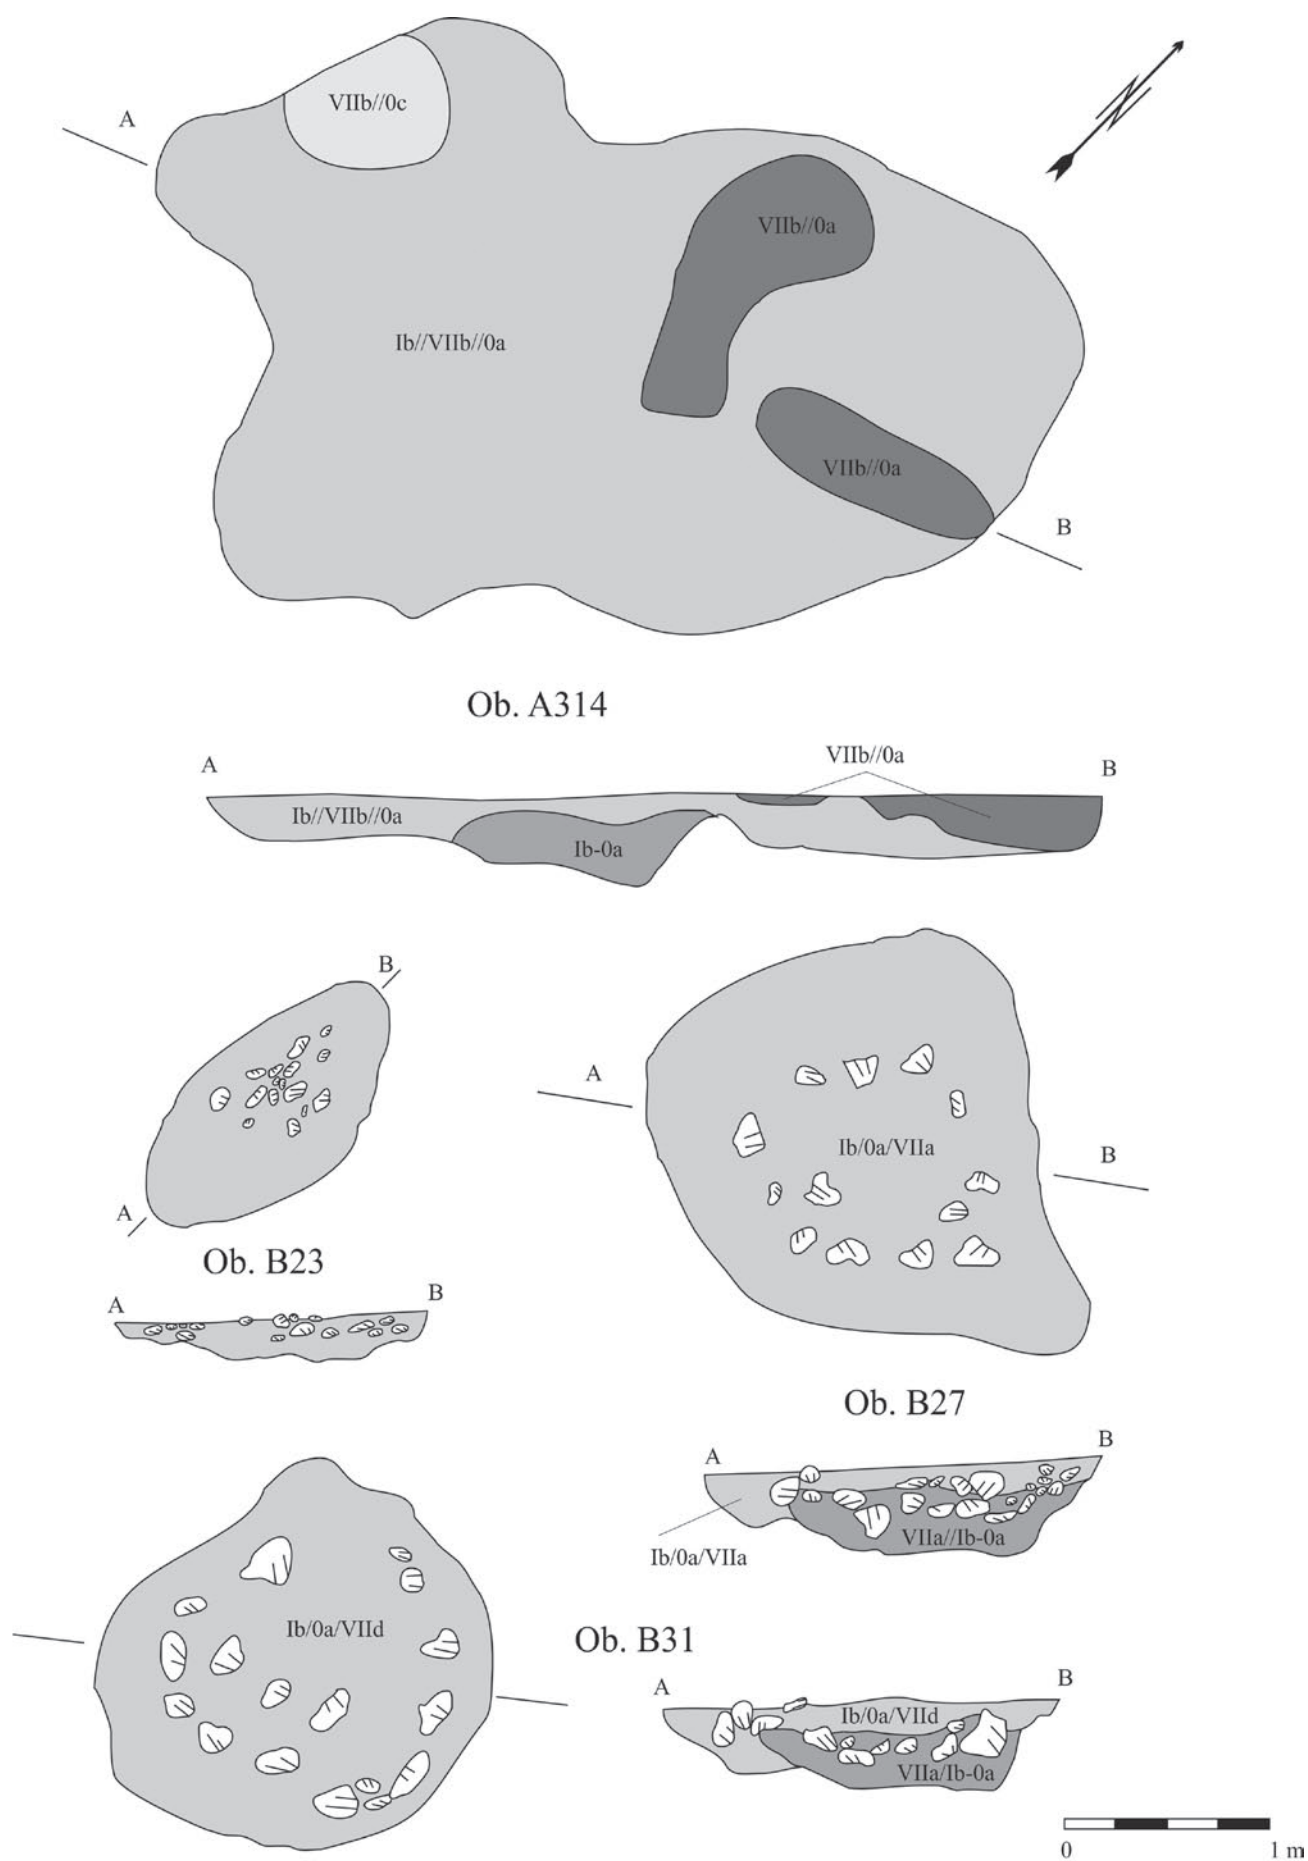 A
VIIb//0c
VIIb//0a
Ib//VIIb//0a
VIIb//0a
B
Ob. A314
A
VIIb//0a
B
Ib//VIIb//0a
Ib-0a
B
A
Ob. B23
A
B
A
Ib/0a/VIIa
B
Ob. B27
A
B
VIIa//Ib-0a
Ib/0a/VIIa
Ib/0a/VIId
Ob. B31
A
B
Ib/0a/VIId
VIIa/Ib-0a
0
1 m